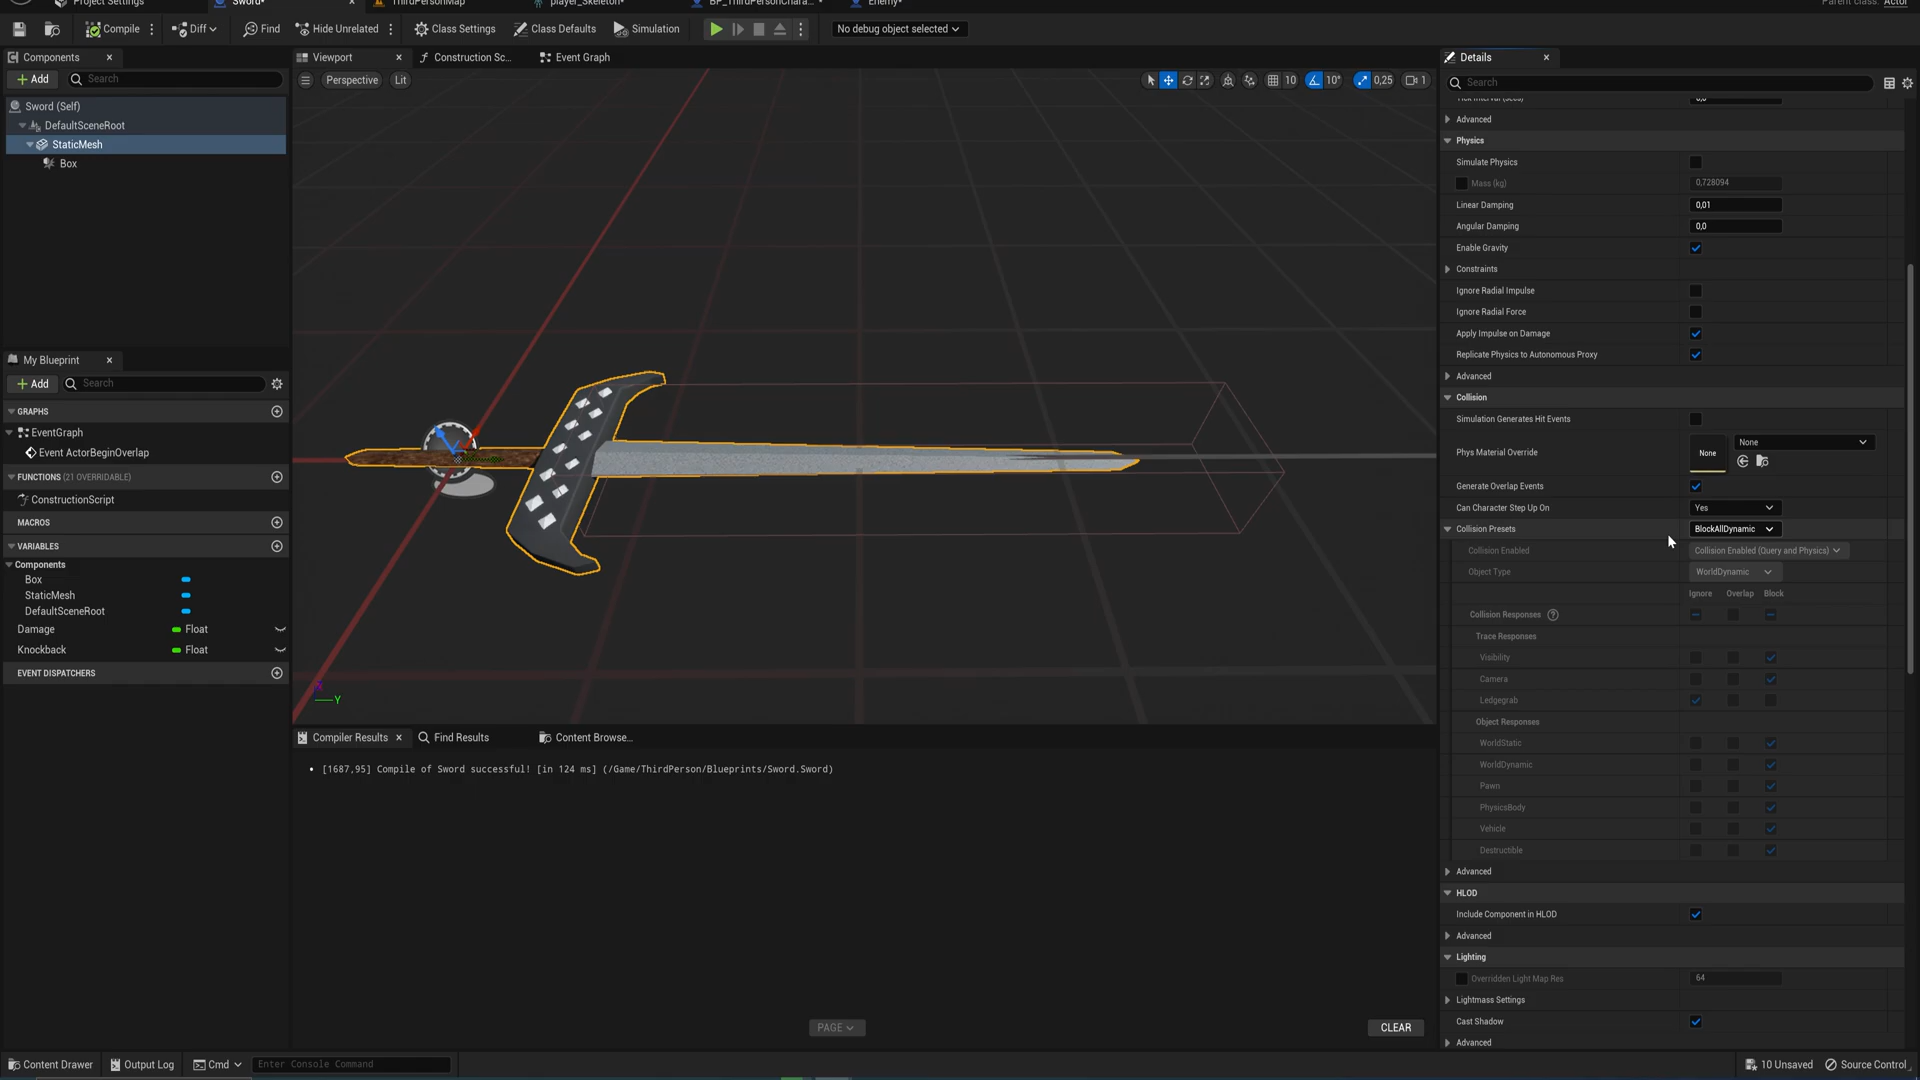 Project Settings
Sword*
ThirdPersonMap
player_Skeleton*
BP_ThirdPersonChara...
Enemy*
Parent class: Actor
Compile
Diff
Find
Hide Unrelated
Class Settings
Class Defaults
Simulation
No debug object selected
Components
Add
Search
Sword (Self)
DefaultSceneRoot
StaticMesh
Box
My Blueprint
Add
Search
GRAPHS
EventGraph
Event ActorBeginOverlap
FUNCTIONS (21 OVERRIDABLE)
ConstructionScript
MACROS
VARIABLES
Components
Box
StaticMesh
DefaultSceneRoot
Damage Float
Knockback Float
EVENT DISPATCHERS
Viewport
Construction Sc...
Event Graph
Perspective
Lit
10
10°
0,25
1
Y
Compiler Results
Find Results
Content Browse...
[1687,95] Compile of Sword successful! [in 124 ms] (/Game/ThirdPerson/Blueprints/Sword.Sword)
PAGE
CLEAR
Details
Search
Tick Interval (secs) 0,0
Advanced
Physics
Simulate Physics
Mass (kg) 0,728094
Linear Damping 0,01
Angular Damping 0,0
Enable Gravity
Constraints
Ignore Radial Impulse
Ignore Radial Force
Apply Impulse on Damage
Replicate Physics to Autonomous Proxy
Advanced
Collision
Simulation Generates Hit Events
Phys Material Override None None
Generate Overlap Events
Can Character Step Up On Yes
Collision Presets BlockAllDynamic
Collision Enabled Collision Enabled (Query and Physics)
Object Type WorldDynamic
Ignore Overlap Block
Collision Responses ?
Trace Responses
Visibility
Camera
Ledgegrab
Object Responses
WorldStatic
WorldDynamic
Pawn
PhysicsBody
Vehicle
Destructible
Advanced
HLOD
Include Component in HLOD
Advanced
Lighting
Overridden Light Map Res 64
Lightmass Settings
Cast Shadow
Advanced
Content Drawer
Output Log
Cmd
Enter Console Command
10 Unsaved
Source Control